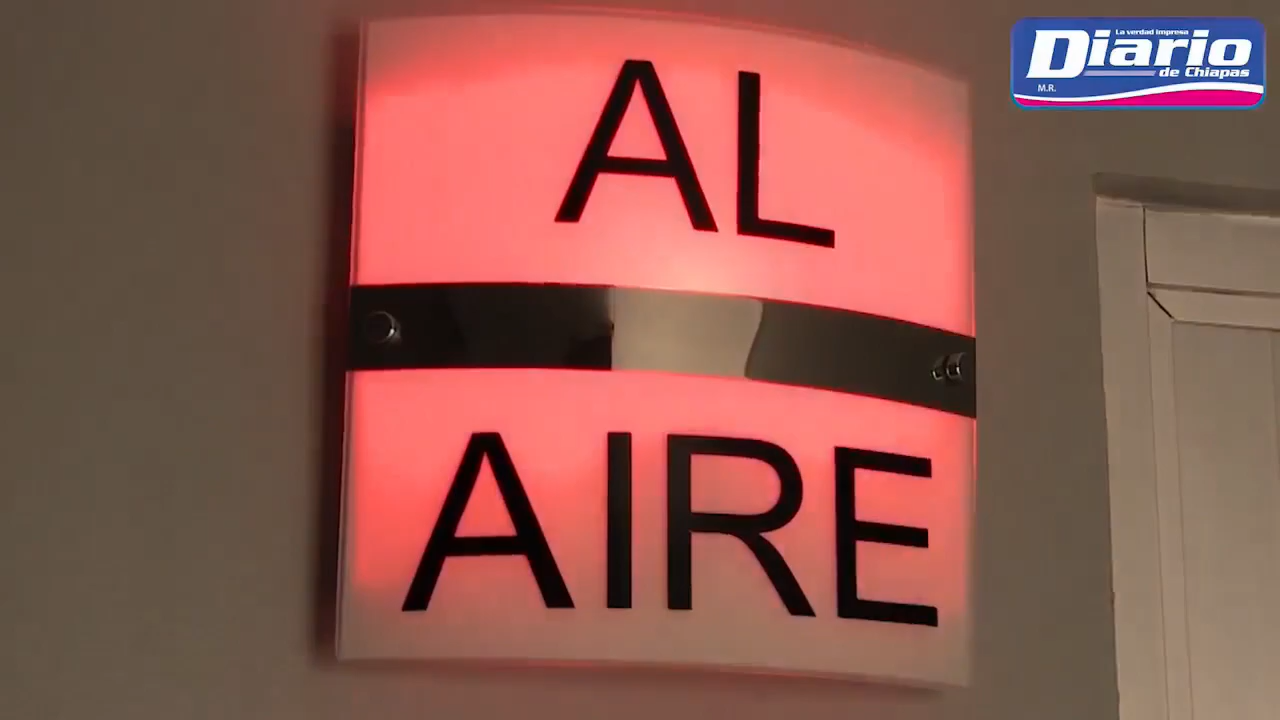 AL
AIRE
La verdad impresa
Diario
de Chiapas
M.R.